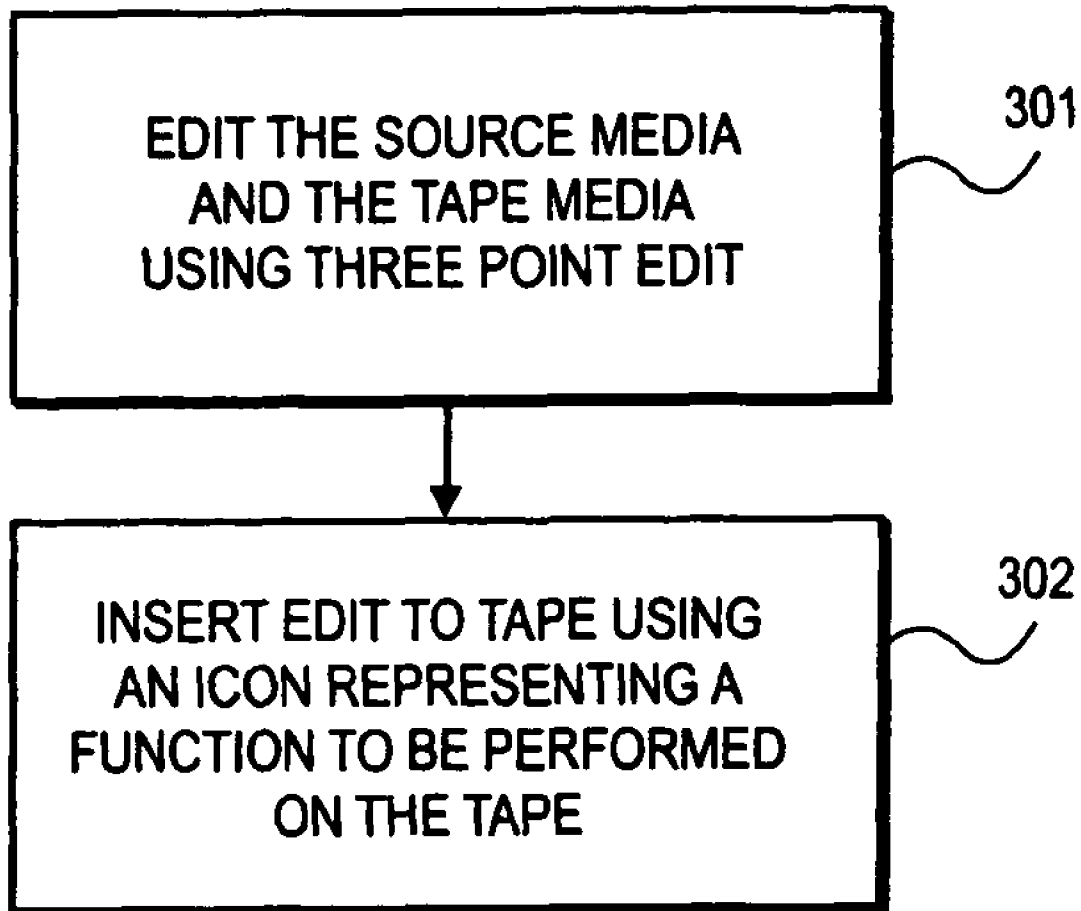 EDIT THE SOURCE MEDIA
AND THE TAPE MEDIA
USING THREE POINT EDIT
301
INSERT EDIT TO TAPE USING
AN ICON REPRESENTING A
FUNCTION TO BE PERFORMED
ON THE TAPE
302